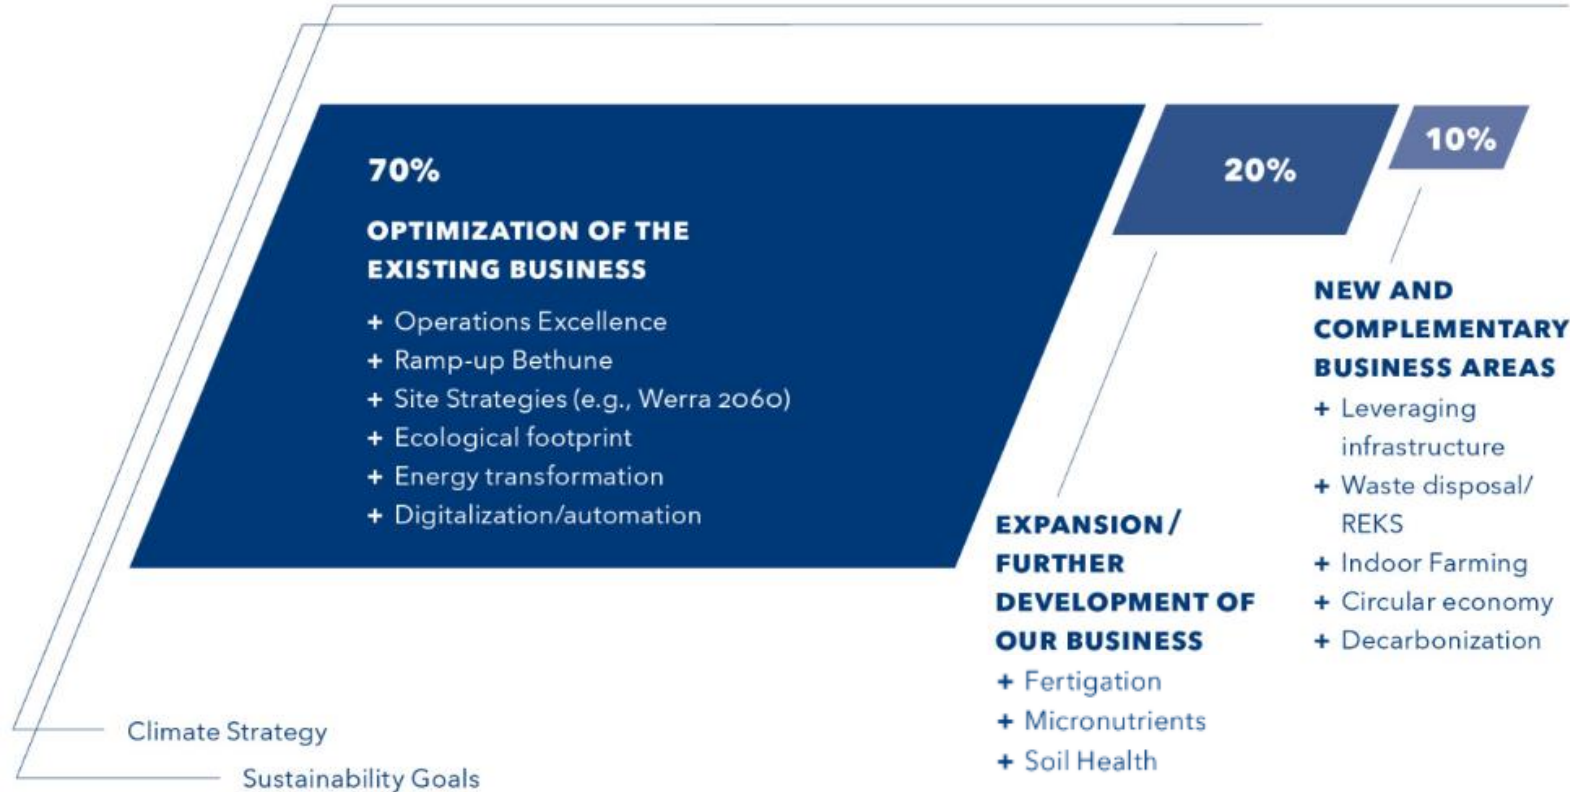 70%
OPTIMIZATION OF THE
EXISTING BUSINESS
+ Operations Excellence
+ Ramp-up Bethune
+ Site Strategies (e.g., Werra 2060)
+ Ecological footprint
+ Energy transformation
+ Digitalization/automation
20%
EXPANSION/
FURTHER
DEVELOPMENT OF
OUR BUSINESS
+ Fertigation
+ Micronutrients
+ Soil Health
10%
NEW AND
COMPLEMENTARY
BUSINESS AREAS
+ Leveraging
infrastructure
+ Waste disposal/
REKS
+ Indoor Farming
+ Circular economy
+ Decarbonization
Climate Strategy
Sustainability Goals